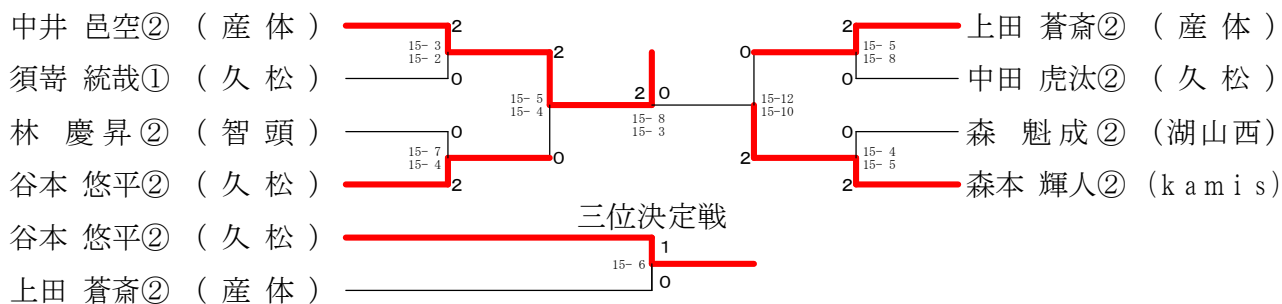 中井 邑空② ( 産 体 )
2
15- 3
15- 2
須嵜 統哉① ( 久 松 )
0
2
15- 5
15- 4
林 慶 昇② ( 智 頭 )
0
15- 7
15- 4
0
谷本 悠平② ( 久 松 )
2
2 0
15- 8
15- 3
上田 蒼斎② ( 産 体 )
2
15- 5
15- 8
中田 虎汰② ( 久 松 )
0
0
15-12
15-10
森 魁 成② (湖山西)
0
15- 4
15- 5
2
森本 輝人② (kamis)
2
三位決定戦
谷本 悠平② ( 久 松 )
1
15- 6
上田 蒼斎② ( 産 体 )
0